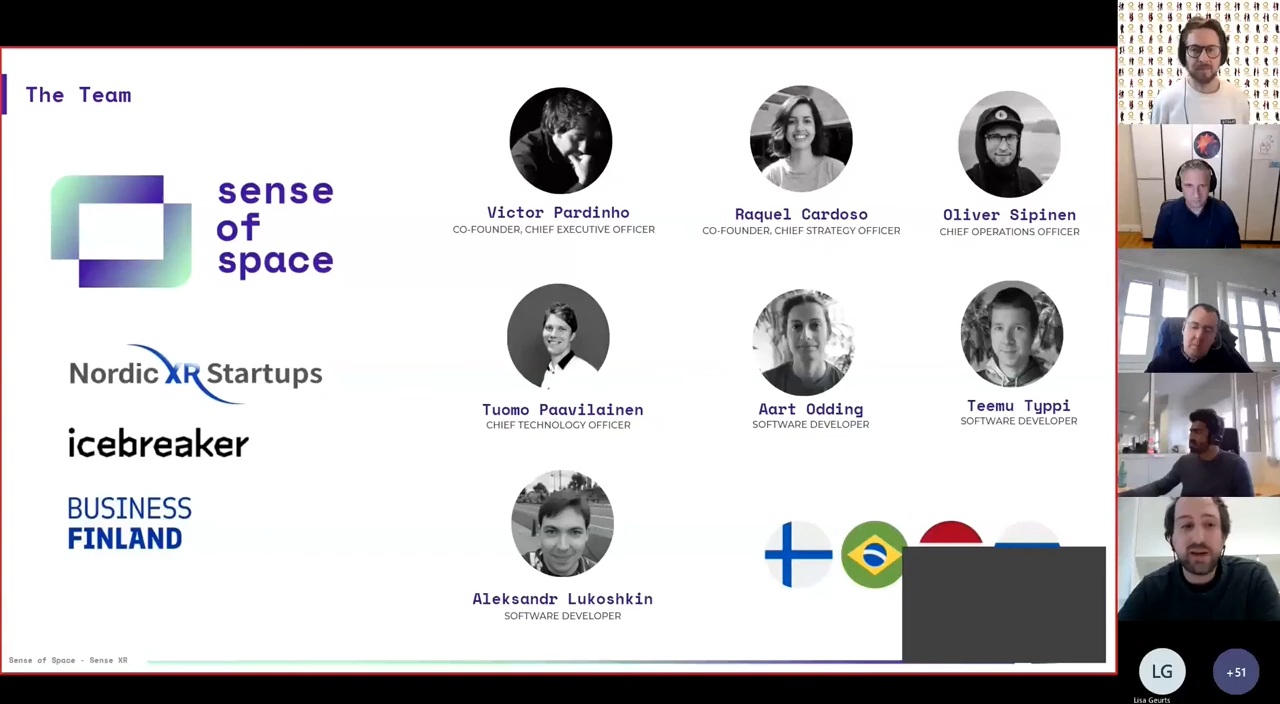 The Team
sense
of
space
Nordic XR Startups
icebreaker
BUSINESS
FINLAND
Victor Pardinho
CO-FOUNDER, CHIEF EXECUTIVE OFFICER
Raquel Cardoso
CO-FOUNDER, CHIEF STRATEGY OFFICER
Oliver Sipinen
CHIEF OPERATIONS OFFICER
Tuomo Paavilainen
CHIEF TECHNOLOGY OFFICER
Aart Odding
SOFTWARE DEVELOPER
Teemu Typpi
SOFTWARE DEVELOPER
Aleksandr Lukoshkin
SOFTWARE DEVELOPER
Sense of Space - Sense XR
LG
Lisa Geurts
+51